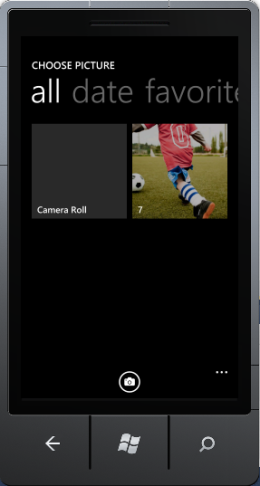 CHOOSE PICTURE
all date favorite
Camera Roll
7